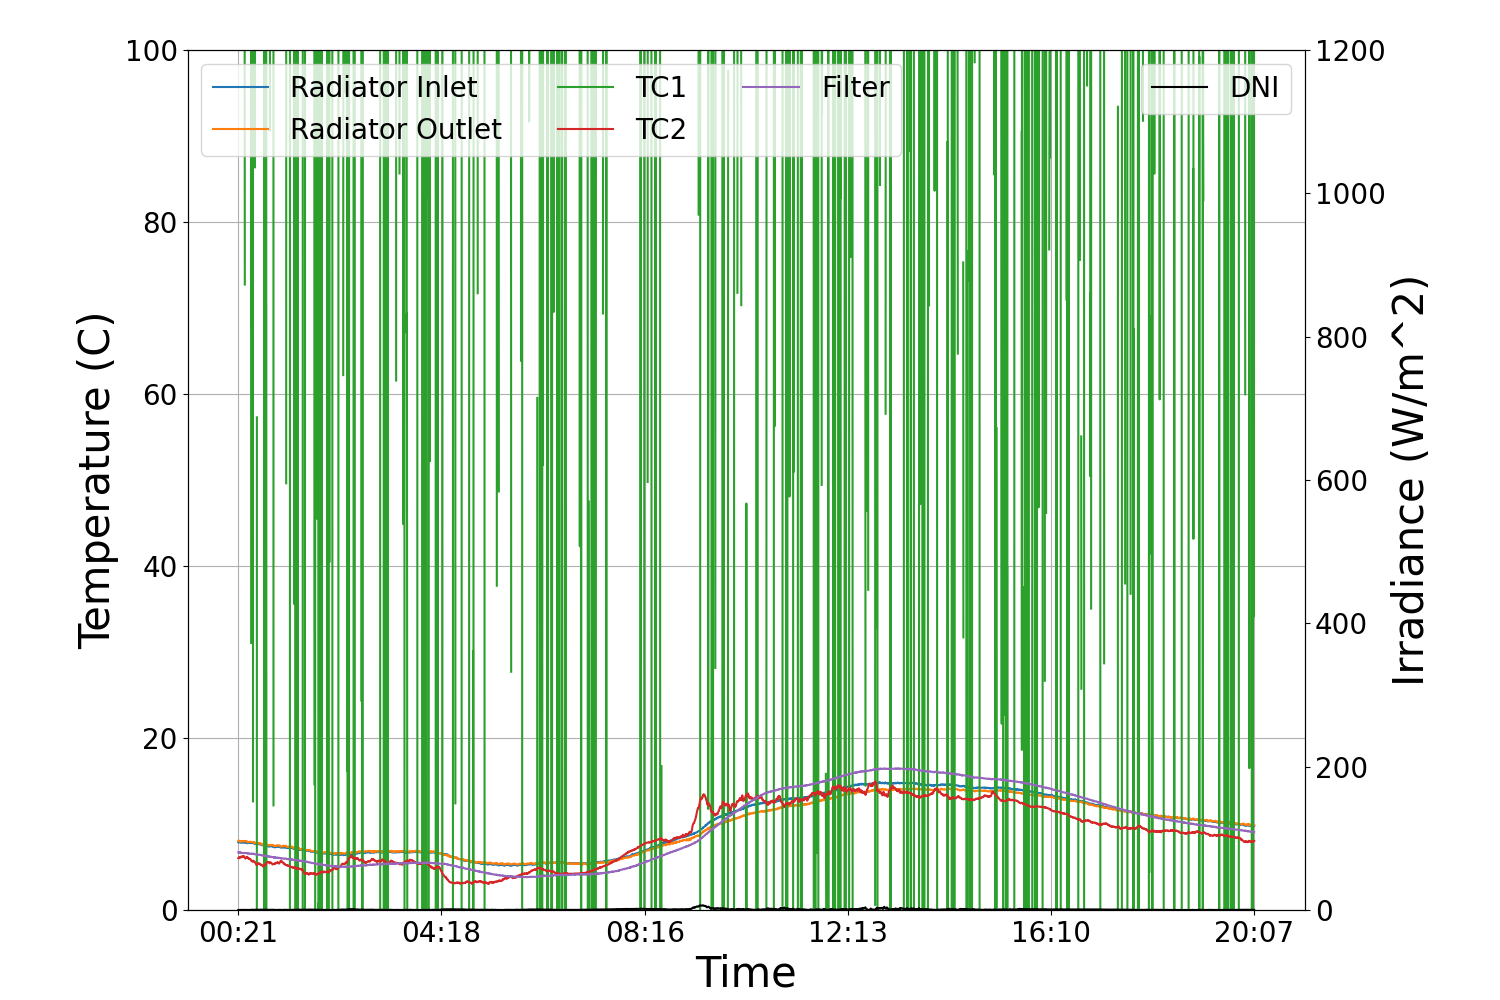 100
80
60
40
20
0
Temperature (C)
Radiator Inlet
Radiator Outlet
TC1
TC2
Filter
DNI
1200
1000
800
600
400
200
0
Irradiance (W/m^2)
00:21
04:18
08:16
12:13
16:10
20:07
Time